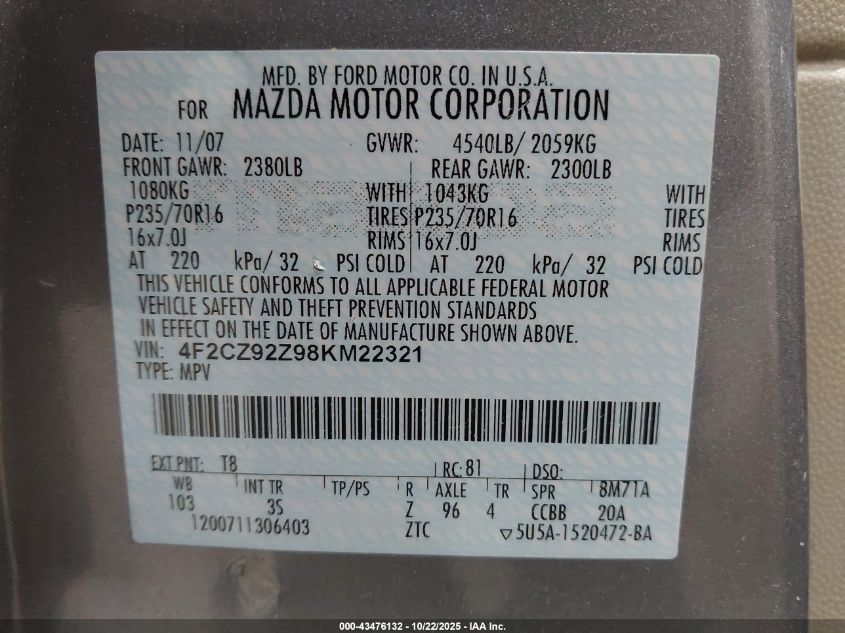 MFD. BY FORD MOTOR CO. IN U.S.A.
FOR MAZDA MOTOR CORPORATION
DATE: 11/07 GVWR: 4540LB/ 2059KG
FRONT GAWR: 2380LB REAR GAWR: 2300LB
1080KG WITH 1043KG WITH
P235/70R16 TIRES P235/70R16 TIRES
16x7.0J RIMS 16x7.0J RIMS
AT 220 kPa/ 32 PSI COLD AT 220 kPa/ 32 PSI COLD
THIS VEHICLE CONFORMS TO ALL APPLICABLE FEDERAL MOTOR
VEHICLE SAFETY AND THEFT PREVENTION STANDARDS
IN EFFECT ON THE DATE OF MANUFACTURE SHOWN ABOVE.
VIN: 4F2CZ92Z98KM22321
TYPE: MPV
EXT PNT: T8 RC: 81 DSO:
WB INT TR TP/PS R AXLE TR SPR 8M71A
103 3S Z 96 4 CCBB 20A
1200711306403 ZTC ▽5U5A-1520472-BA
000-43476132 - 10/22/2025 - IAA Inc.